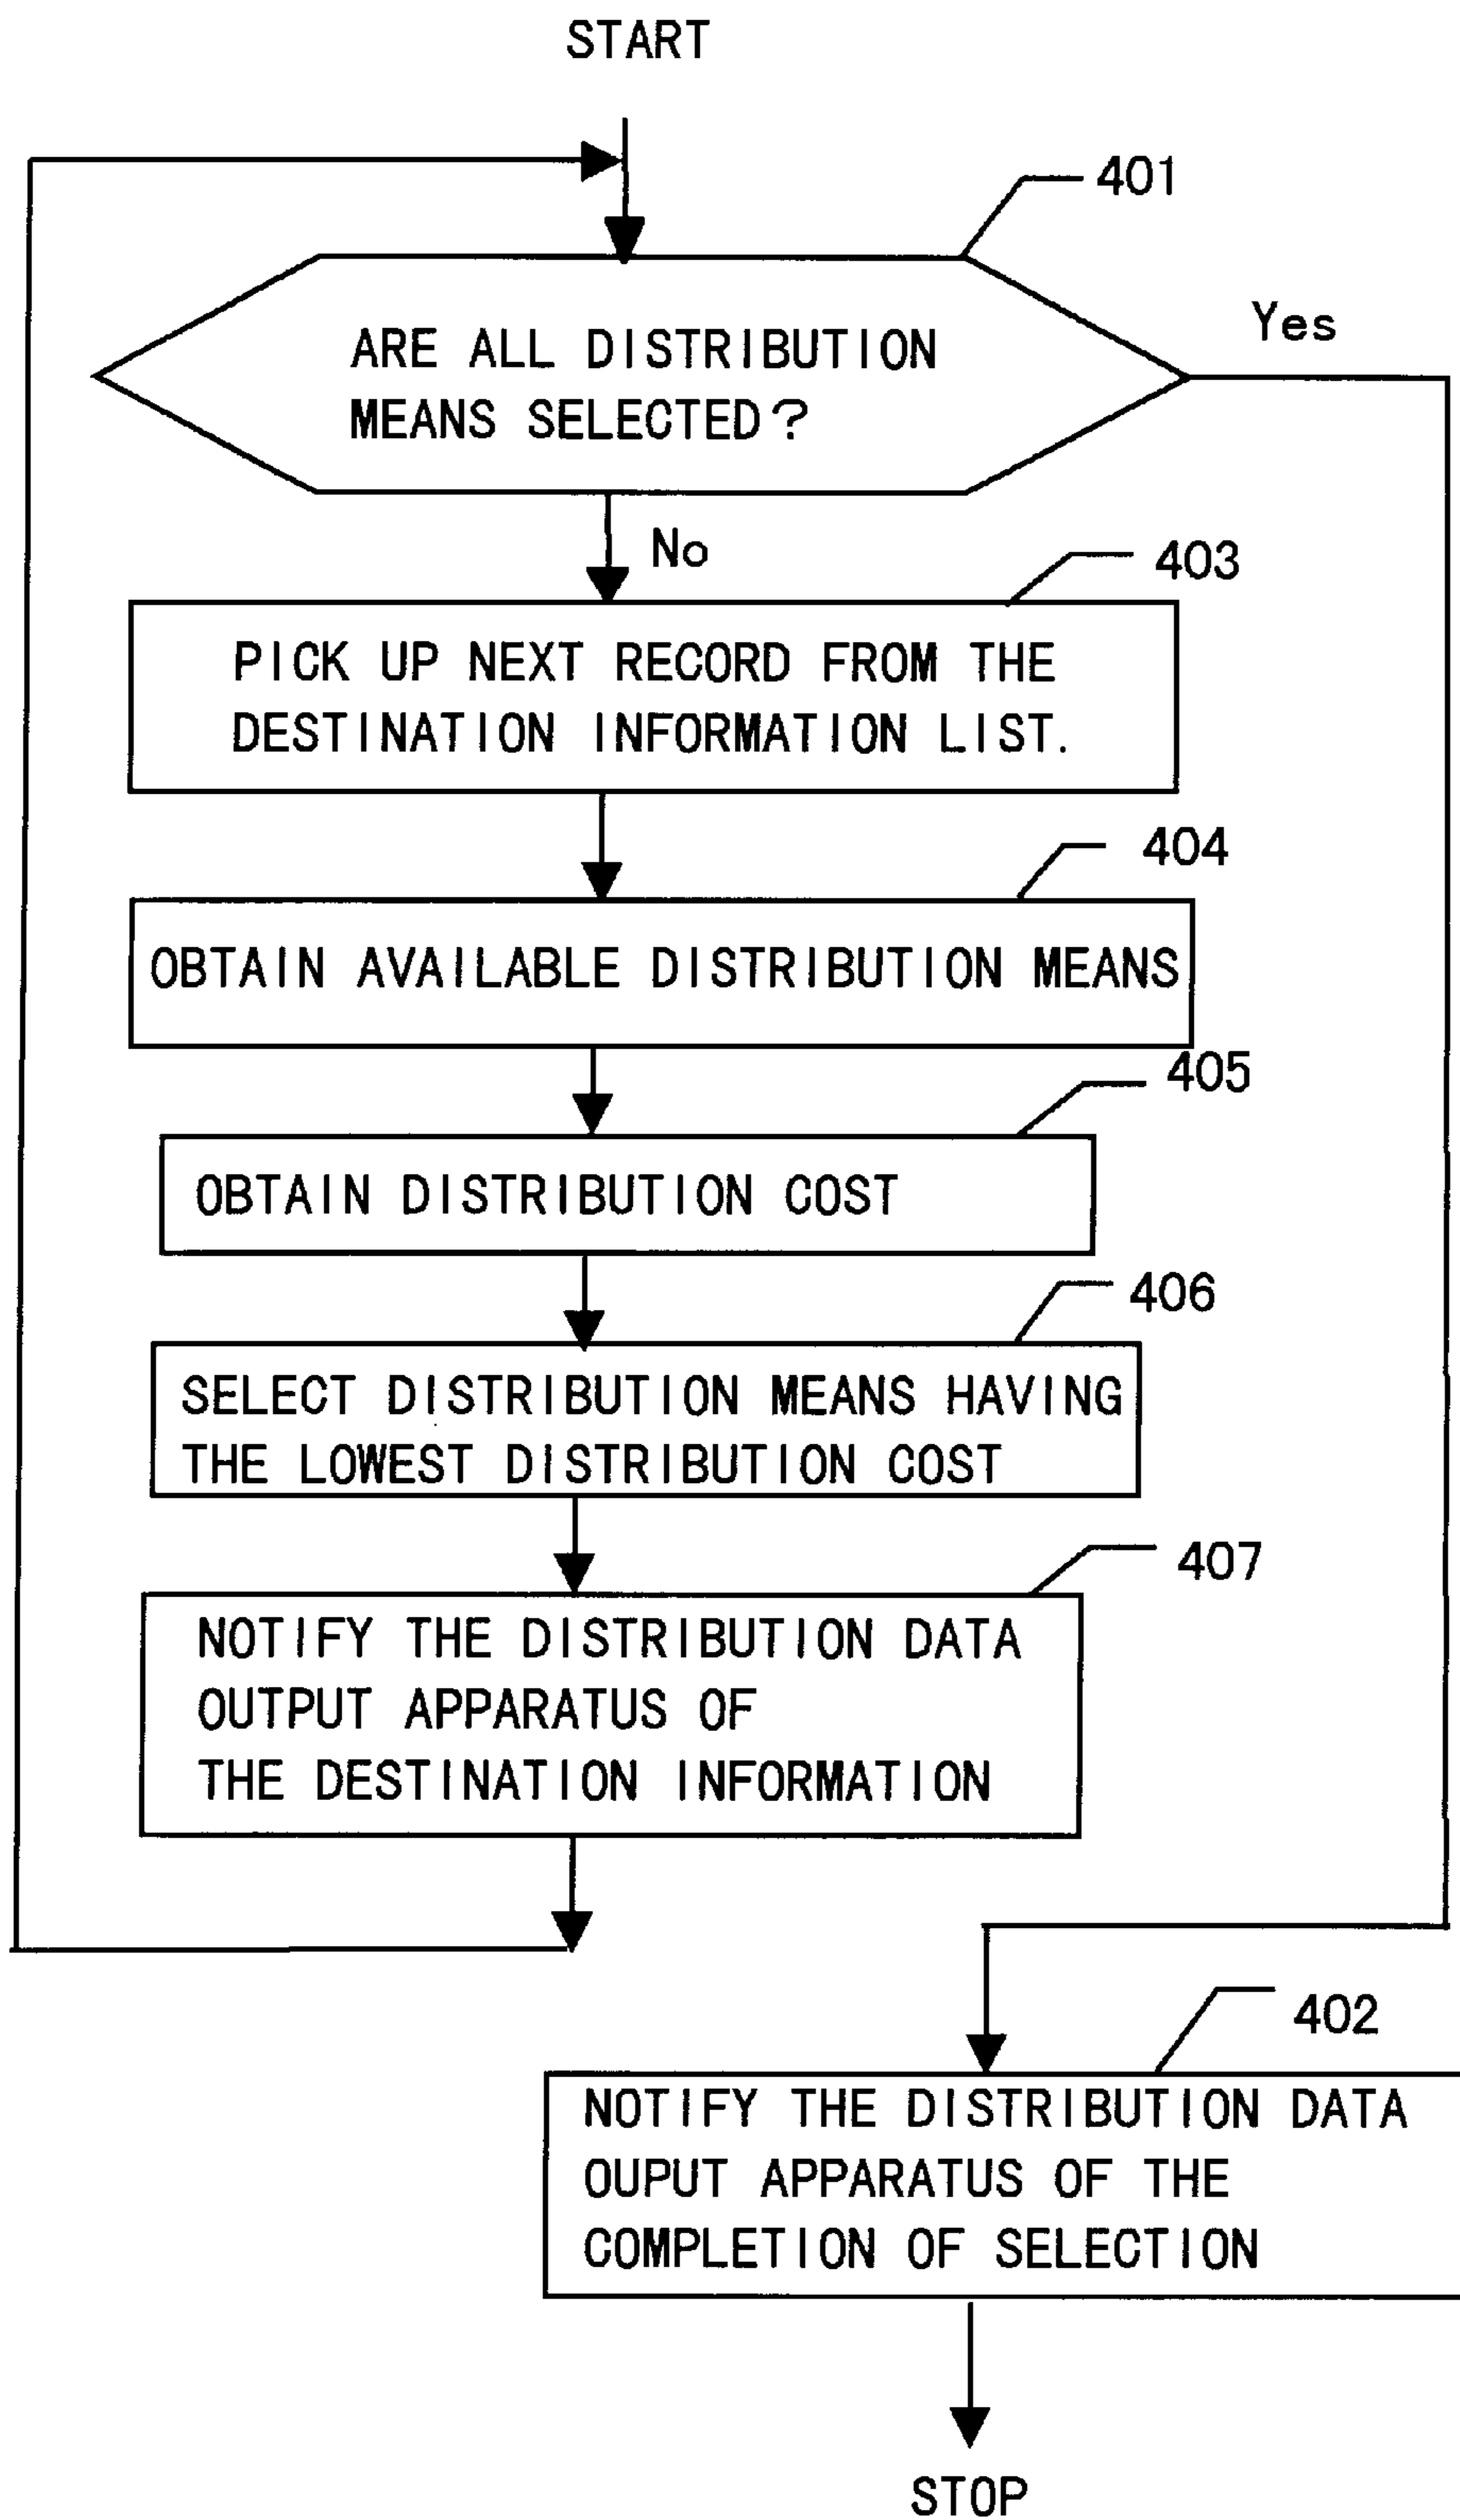 START
401
ARE ALL DISTRIBUTION
MEANS SELECTED?
Yes
No
403
PICK UP NEXT RECORD FROM THE
DESTINATION INFORMATION LIST.
404
OBTAIN AVAILABLE DISTRIBUTION MEANS
405
OBTAIN DISTRIBUTION COST
406
SELECT DISTRIBUTION MEANS HAVING
THE LOWEST DISTRIBUTION COST
407
NOTIFY THE DISTRIBUTION DATA
OUTPUT APPARATUS OF
THE DESTINATION INFORMATION
402
NOTIFY THE DISTRIBUTION DATA
OUPUT APPARATUS OF THE
COMPLETION OF SELECTION
STOP